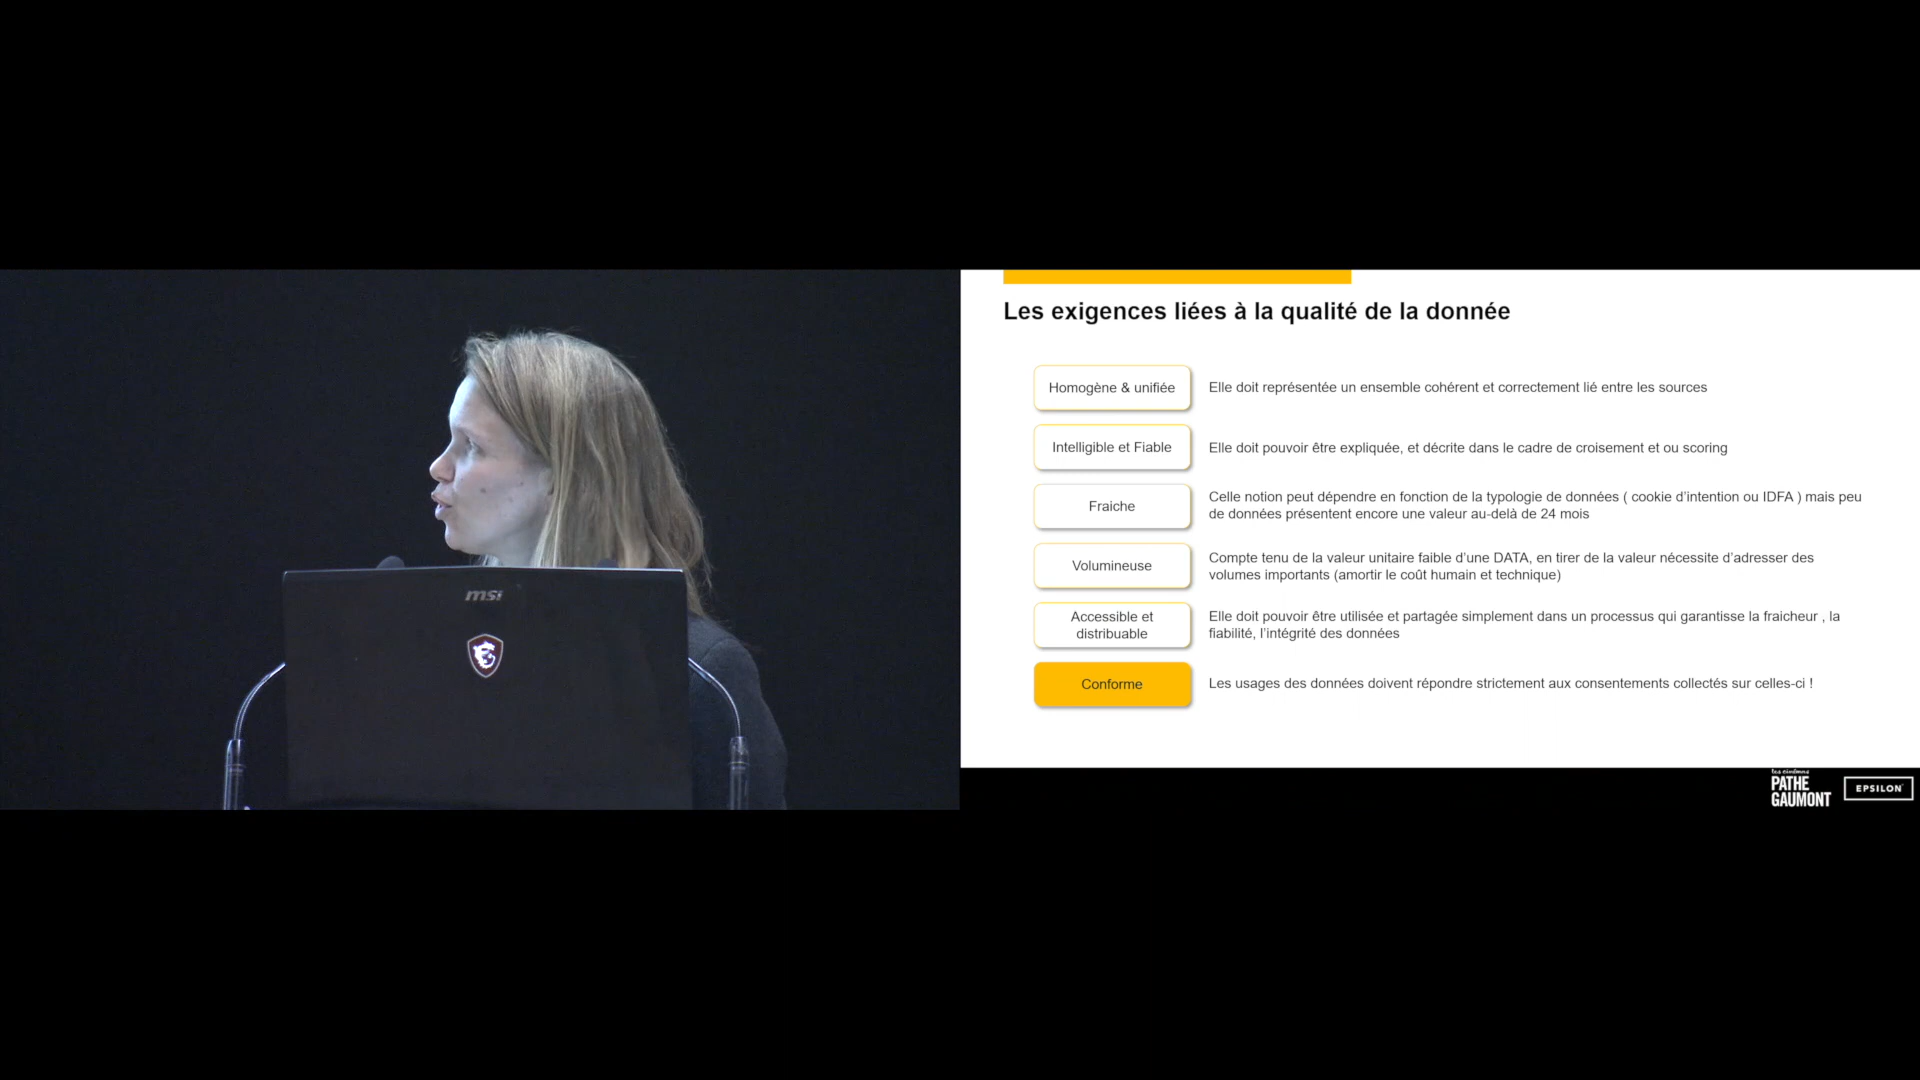 msi
Les exigences liées à la qualité de la donnée
Homogène & unifiée
Elle doit représentée un ensemble cohérent et correctement lié entre les sources
Intelligible et Fiable
Elle doit pouvoir être expliquée, et décrite dans le cadre de croisement et ou scoring
Fraiche
Celle notion peut dépendre en fonction de la typologie de données ( cookie d'intention ou IDFA ) mais peu
de données présentent encore une valeur au-delà de 24 mois
Volumineuse
Compte tenu de la valeur unitaire faible d'une DATA, en tirer de la valeur nécessite d'adresser des
volumes importants (amortir le coût humain et technique)
Accessible et
distribuable
Elle doit pouvoir être utilisée et partagée simplement dans un processus qui garantisse la fraicheur , la
fiabilité, l'intégrité des données
Conforme
Les usages des données doivent répondre strictement aux consentements collectés sur celles-ci !
les cinémas
PATHE
GAUMONT
EPSILON